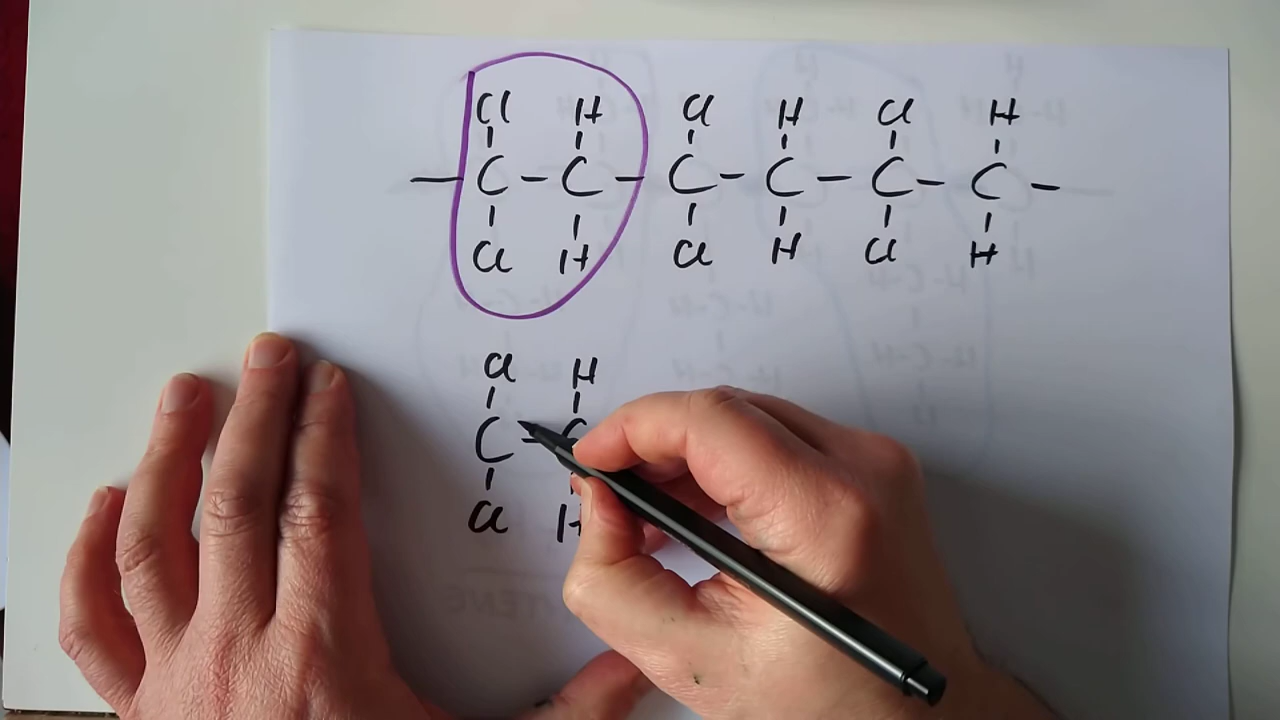 Cl H Cl H Cl H
— C — C — C — C — C — C —
Cl H Cl H Cl H
Cl H
C = C
Cl H